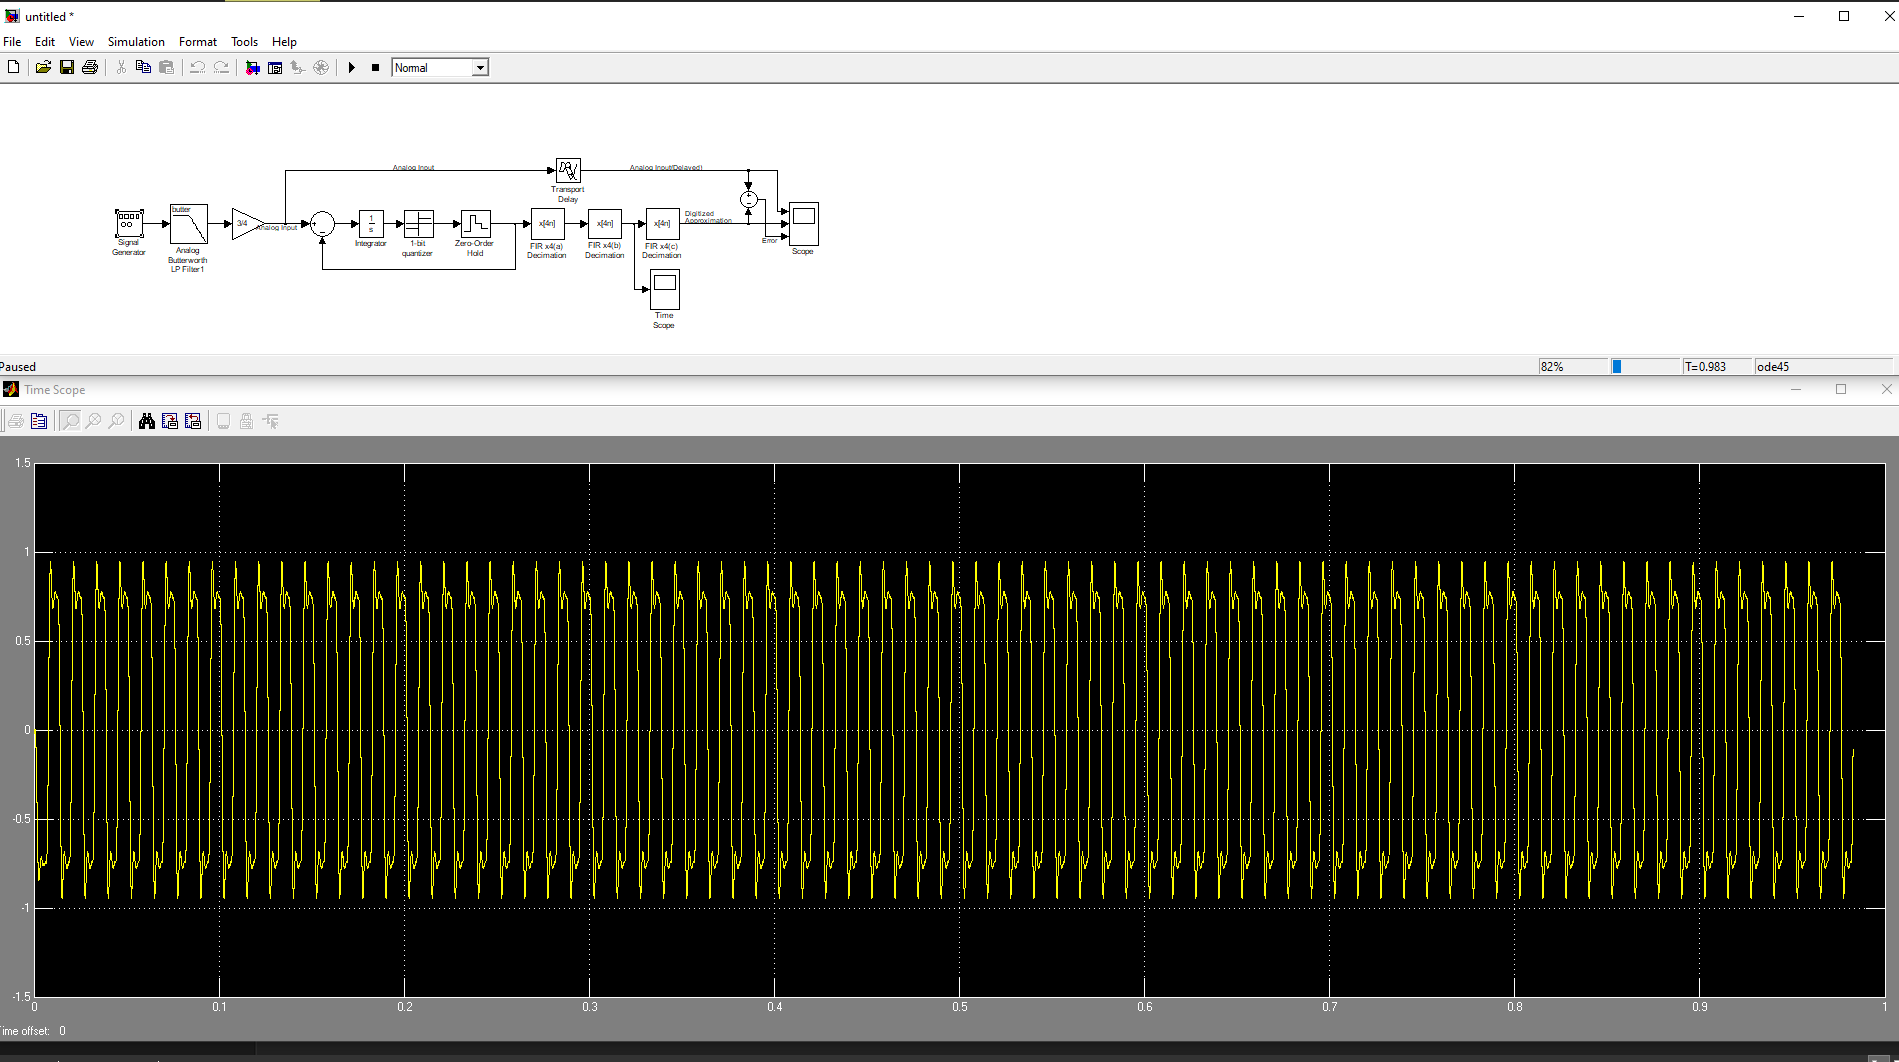 untitled *
File Edit View Simulation Format Tools Help
Normal
Analog Input
Analog Input(Delayed)
Transport
Delay
butter
3/4
Analog Input
+
-
1
s
x[4n]
x[4n]
x[4n]
Digitized
Approximation
+
-
Error
Signal
Generator
Analog
Butterworth
LP Filter1
Integrator
1-bit
quantizer
Zero-Order
Hold
FIR x4(a)
Decimation
FIR x4(b)
Decimation
FIR x4(c)
Decimation
Scope
Time
Scope
Paused
82%
T=0.983
ode45
Time Scope
1.5
1
0.5
0
-0.5
-1
-1.5
0 0.1 0.2 0.3 0.4 0.5 0.6 0.7 0.8 0.9 1
Time offset: 0